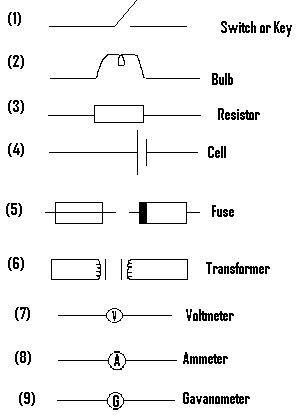 (1) Switch or Key
(2) Bulb
(3) Resistor
(4) Cell
(5) Fuse
(6) Transformer
(7) V Voltmeter
(8) A Ammeter
(9) G Gavanometer